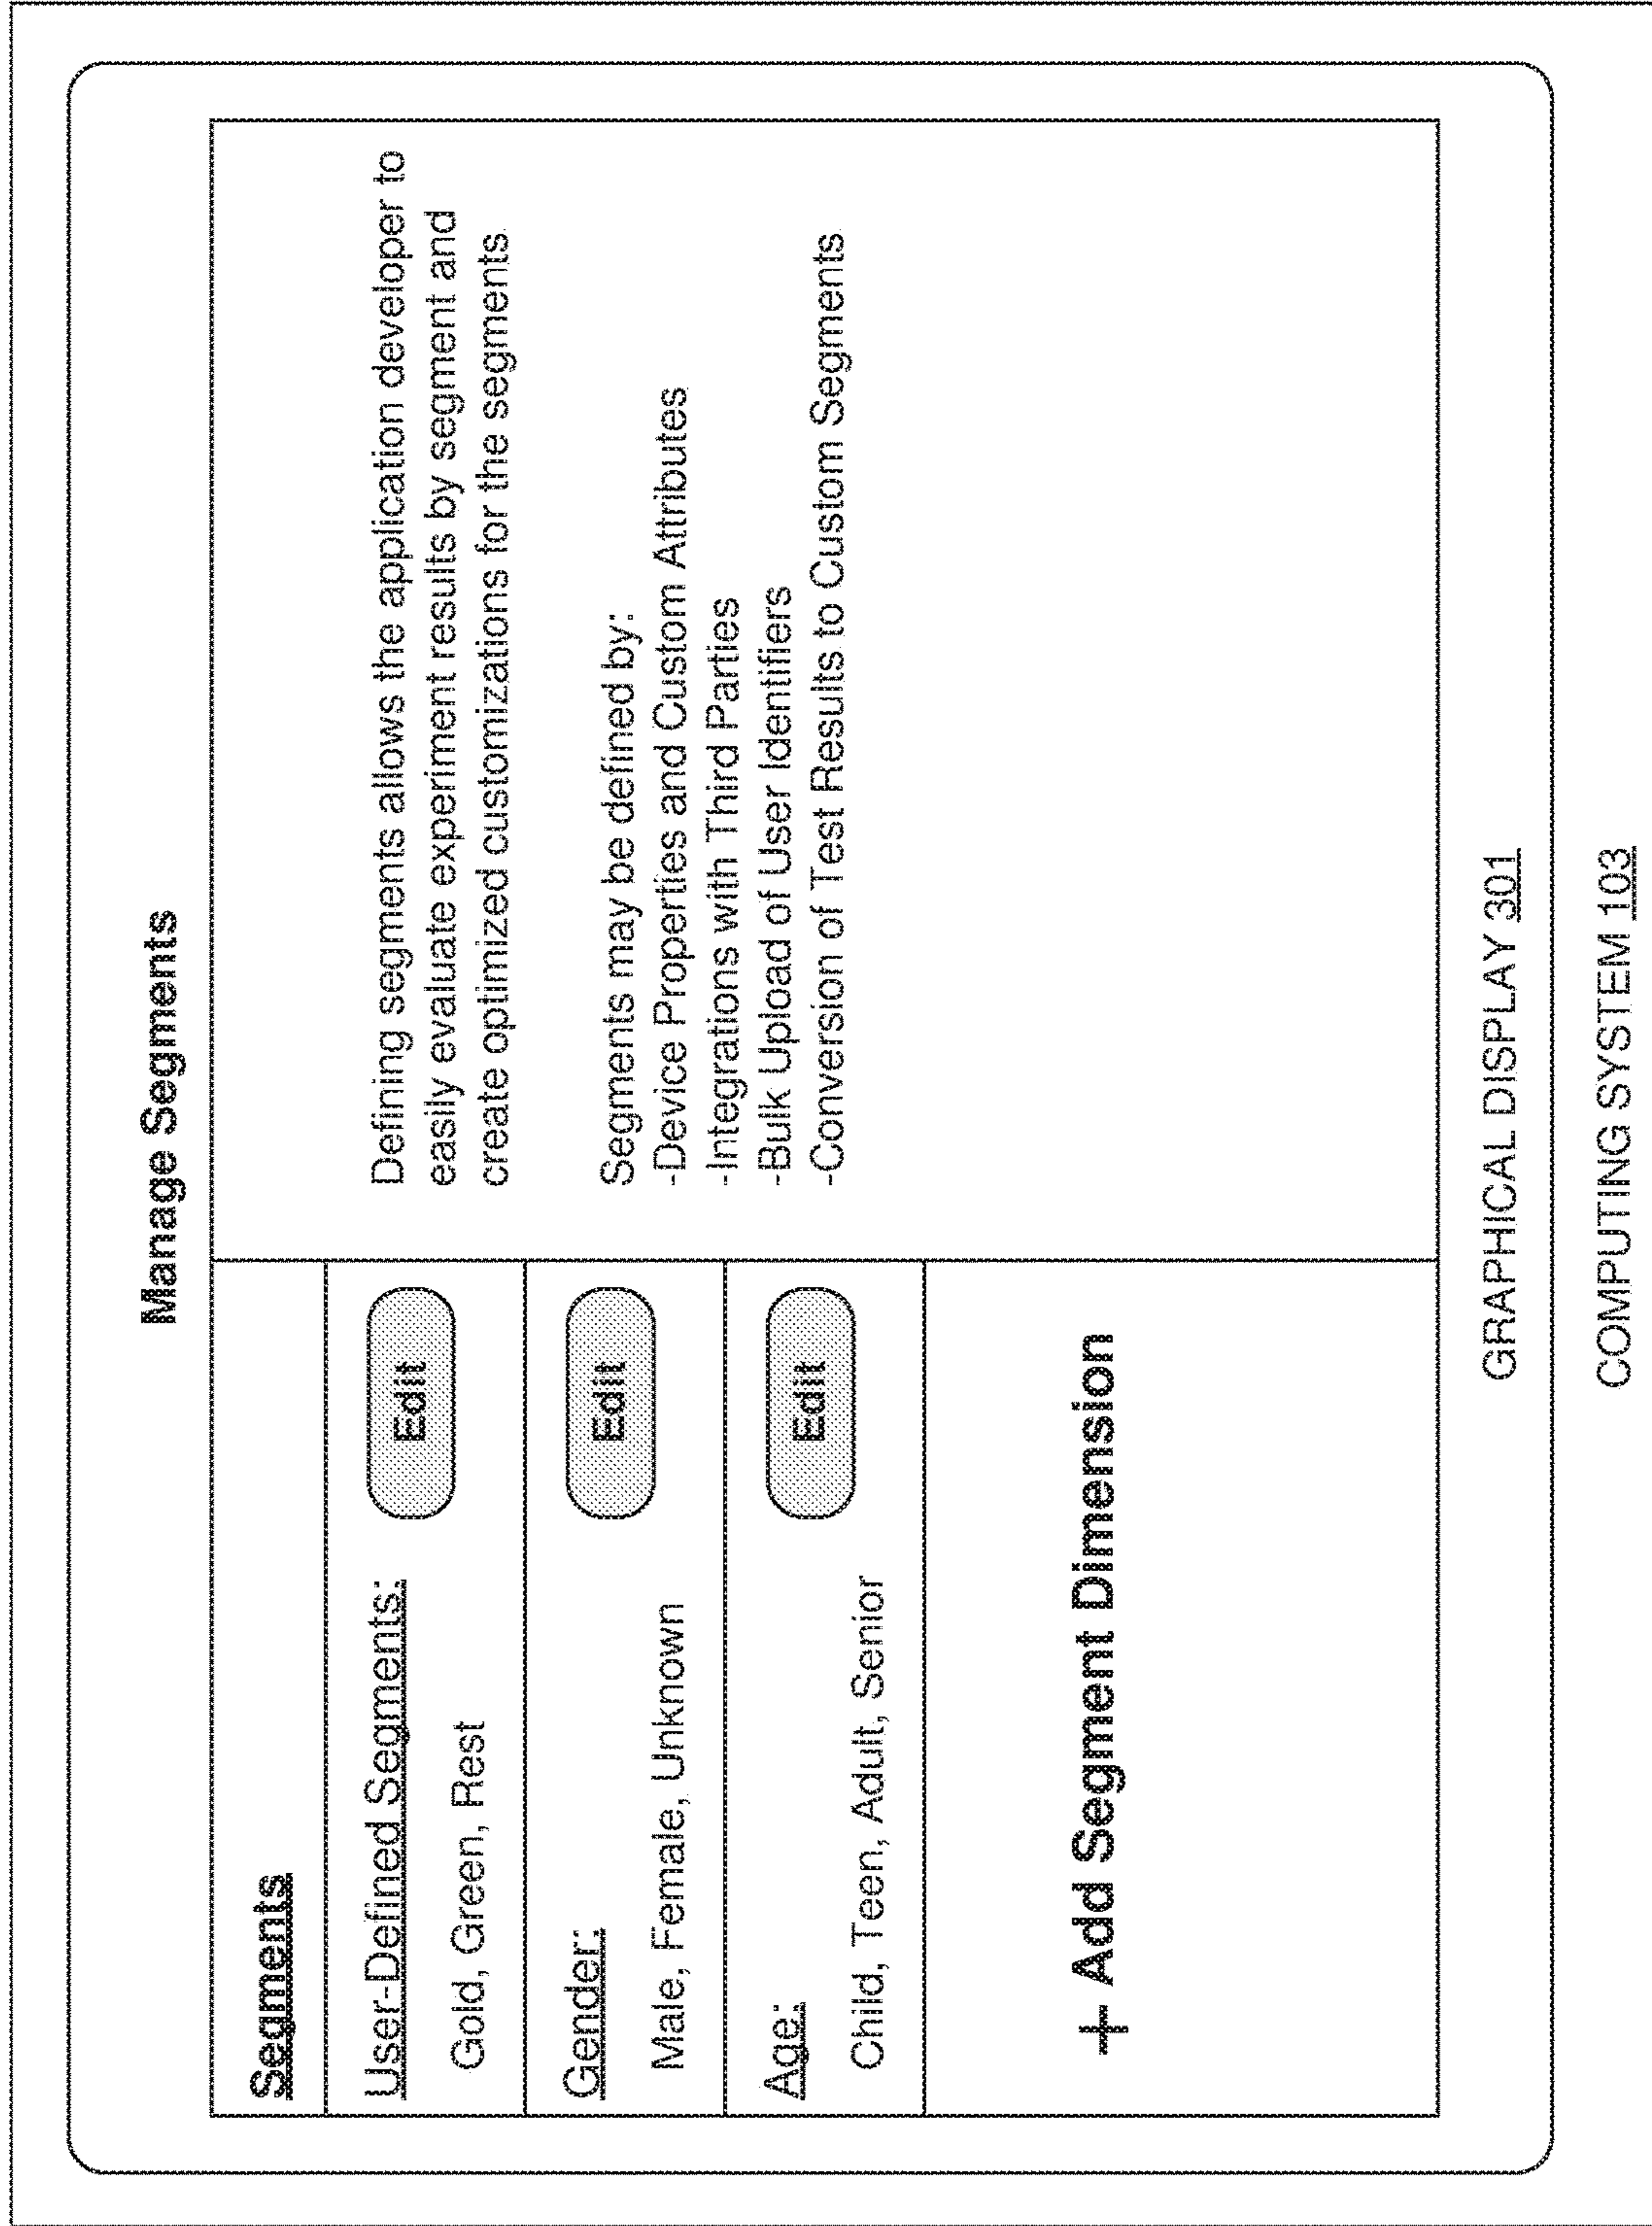 Manage Segments
Segments
User-Defined Segments:
Edit
Gold, Green, Rest
Gender:
Edit
Male, Female, Unknown
Age:
Edit
Child, Teen, Adult, Senior
+ Add Segment Dimension
Defining segments allows the application developer to
easily evaluate experiment results by segment and
create optimized customizations for the segments.
Segments may be defined by:
-Device Properties and Custom Attributes
-Integrations with Third Parties
-Bulk Upload of User Identifiers
-Conversion of Test Results to Custom Segments
GRAPHICAL DISPLAY 301
COMPUTING SYSTEM 103